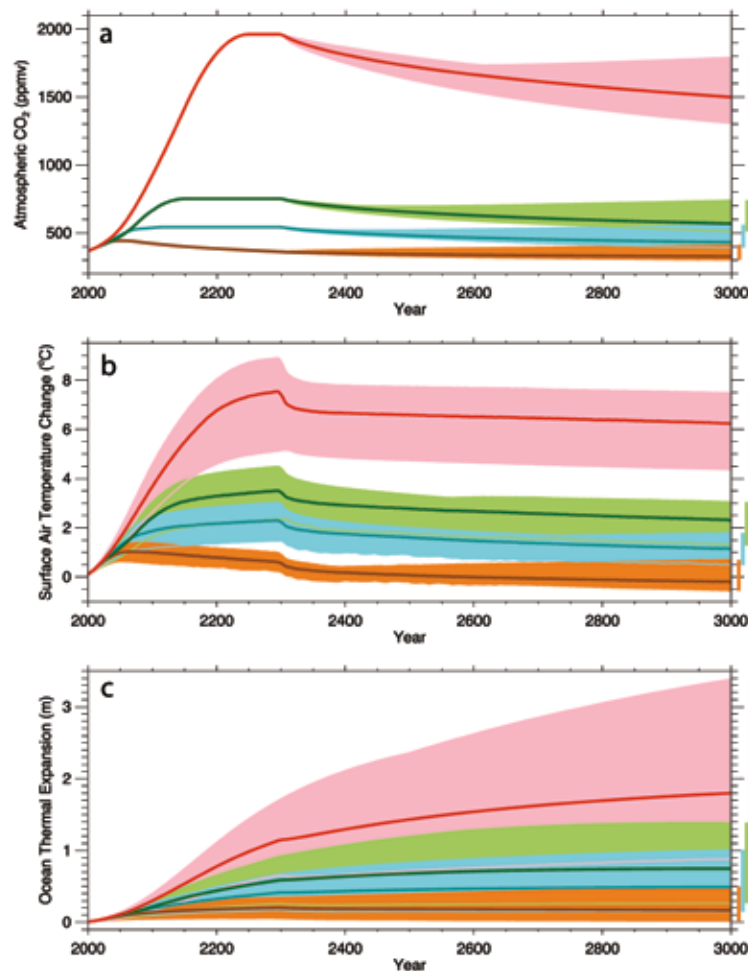 a
Atmospheric CO₂ (ppmv)
2000
1500
1000
500
2000 2200 2400 2600 2800 3000
Year
b
Surface Air Temperature Change (°C)
8
6
4
2
0
2000 2200 2400 2600 2800 3000
Year
c
Ocean Thermal Expansion (m)
3
2
1
0
2000 2200 2400 2600 2800 3000
Year